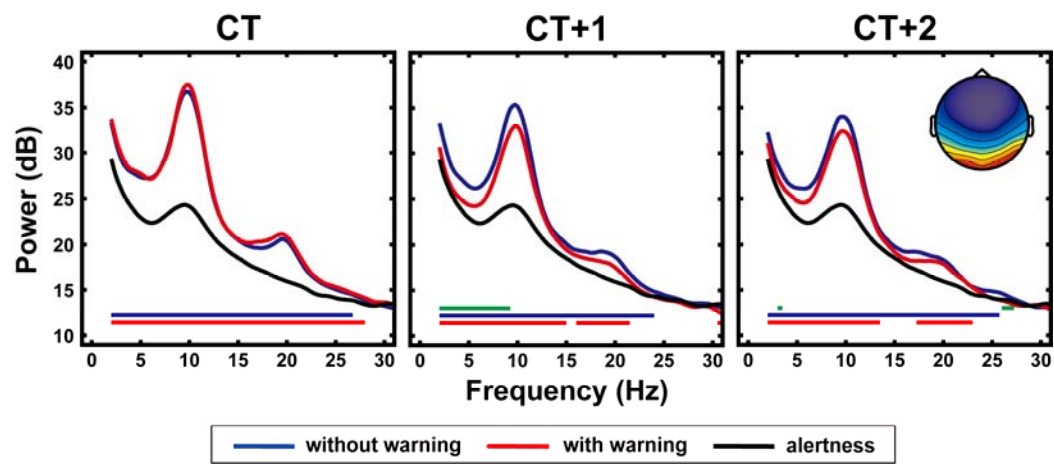 CT CT+1 CT+2
40
35
30
25
20
15
10
Power (dB)
0 5 10 15 20 25 30 0 5 10 15 20 25 30 0 5 10 15 20 25 30
Frequency (Hz)
without warning with warning alertness